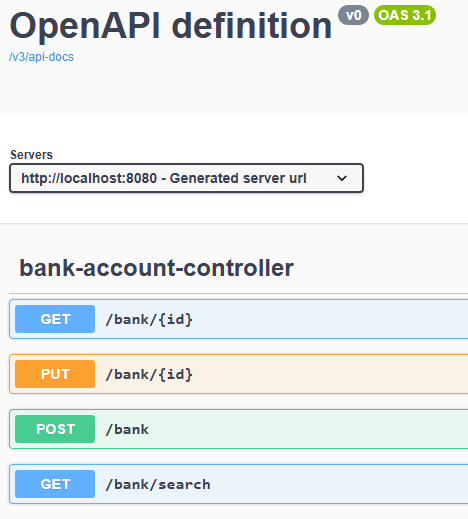 OpenAPI definition v0 OAS 3.1
/v3/api-docs
Servers
http://localhost:8080 - Generated server url
bank-account-controller
GET /bank/{id}
PUT /bank/{id}
POST /bank
GET /bank/search